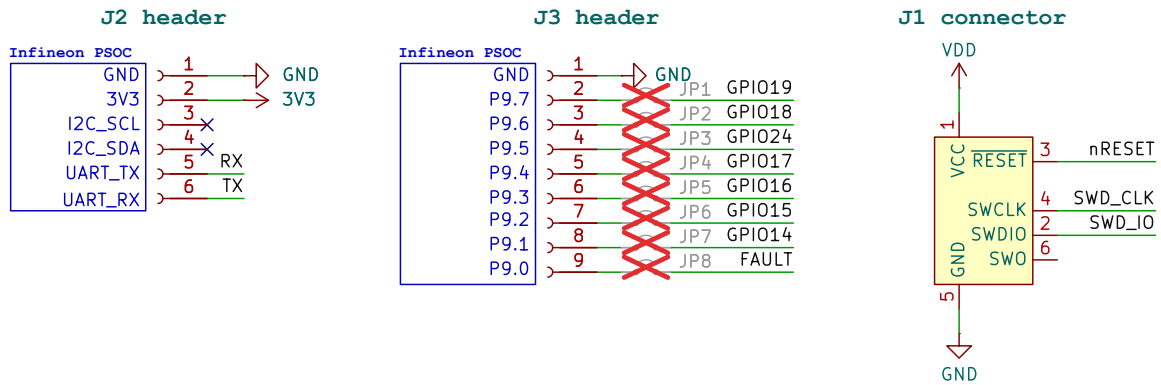 J2 header
Infineon PSOC
GND 1 GND
3V3 2 3V3
I2C_SCL 3
I2C_SDA 4
UART_TX 5 RX
UART_RX 6 TX
J3 header
Infineon PSOC
GND 1 GND
P9.7 2 JP1 GPIO19
P9.6 3 JP2 GPIO18
P9.5 4 JP3 GPIO24
P9.4 5 JP4 GPIO17
P9.3 6 JP5 GPIO16
P9.2 7 JP6 GPIO15
P9.1 8 JP7 GPIO14
P9.0 9 JP8 FAULT
J1 connector
VDD
1
VCC
RESET 3 nRESET
SWCLK 4 SWD_CLK
SWDIO 2 SWD_IO
SWO 6
GND
5
GND